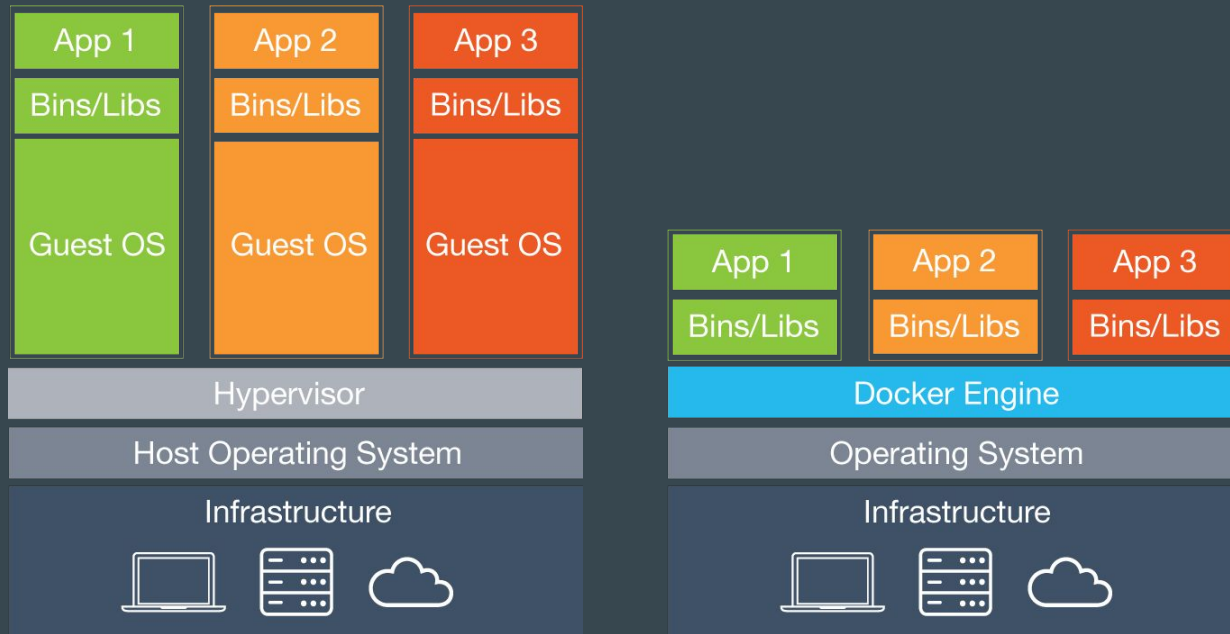 App 1
App 2
App 3
Bins/Libs
Bins/Libs
Bins/Libs
Guest OS
Guest OS
Guest OS
Hypervisor
Host Operating System
Infrastructure
App 1
App 2
App 3
Bins/Libs
Bins/Libs
Bins/Libs
Docker Engine
Operating System
Infrastructure